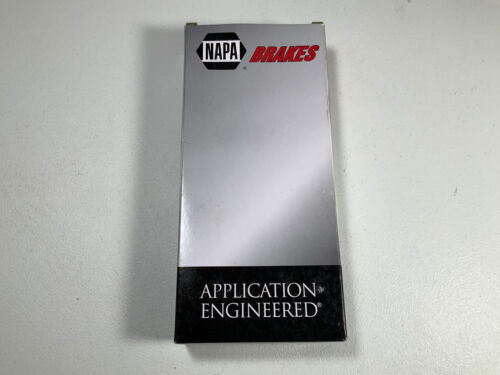 NAPA BRAKES
®
APPLICATION
ENGINEERED®